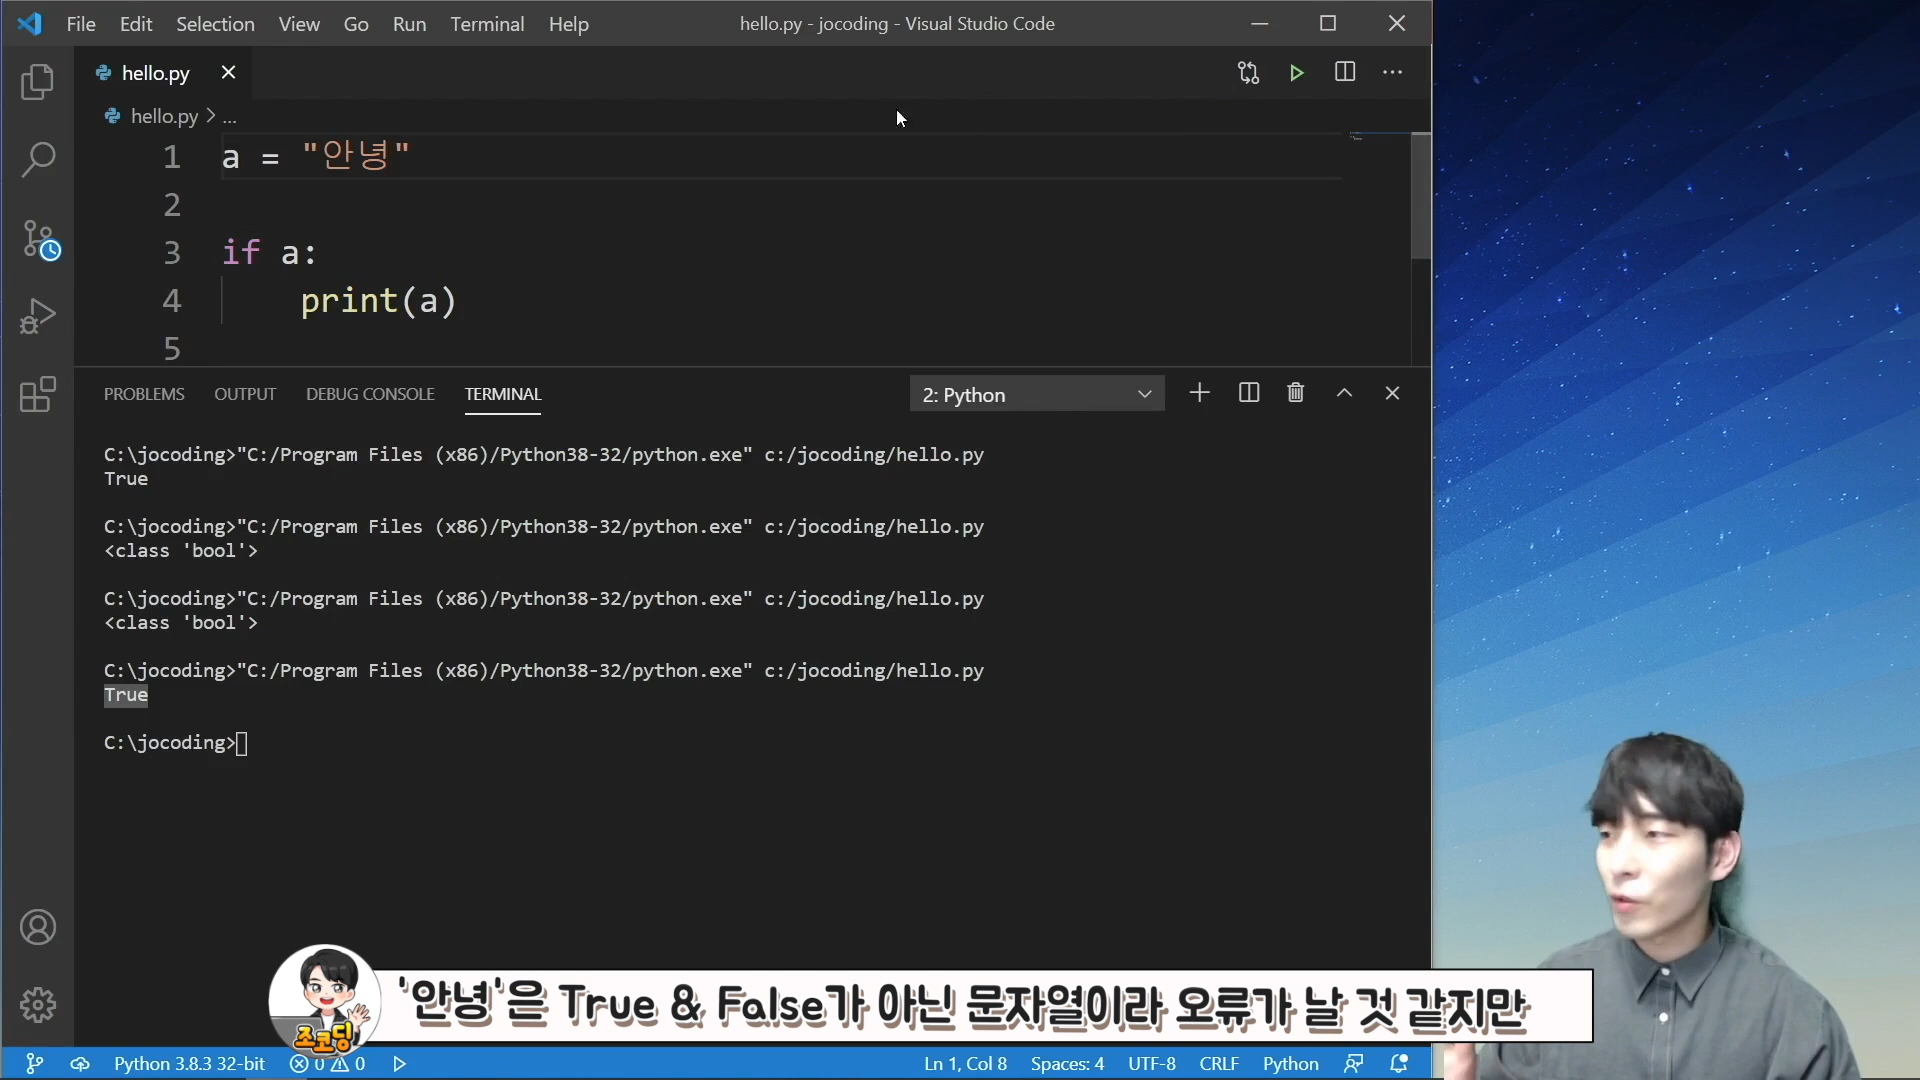 File Edit Selection View Go Run Terminal Help
hello.py - jocoding - Visual Studio Code
hello.py
hello.py > ...
1 a = "안녕"
2
3 if a:
4 print(a)
5
PROBLEMS OUTPUT DEBUG CONSOLE TERMINAL
2: Python
C:\jocoding>"C:/Program Files (x86)/Python38-32/python.exe" c:/jocoding/hello.py
True
C:\jocoding>"C:/Program Files (x86)/Python38-32/python.exe" c:/jocoding/hello.py
<class 'bool'>
C:\jocoding>"C:/Program Files (x86)/Python38-32/python.exe" c:/jocoding/hello.py
<class 'bool'>
C:\jocoding>"C:/Program Files (x86)/Python38-32/python.exe" c:/jocoding/hello.py
True
C:\jocoding>
'안녕'은 True & False가 아닌 문자열이라 오류가 날 것 같지만
조코딩
Python 3.8.3 32-bit 0 0
Ln 1, Col 8 Spaces: 4 UTF-8 CRLF Python